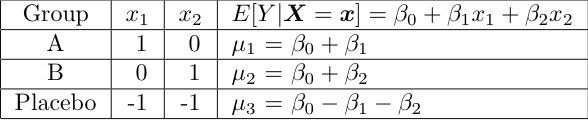 Group x₁ x₂ E[Y|X = x] = β₀ + β₁x₁ + β₂x₂
A 1 0 μ₁ = β₀ + β₁
B 0 1 μ₂ = β₀ + β₂
Placebo -1 -1 μ₃ = β₀ − β₁ − β₂